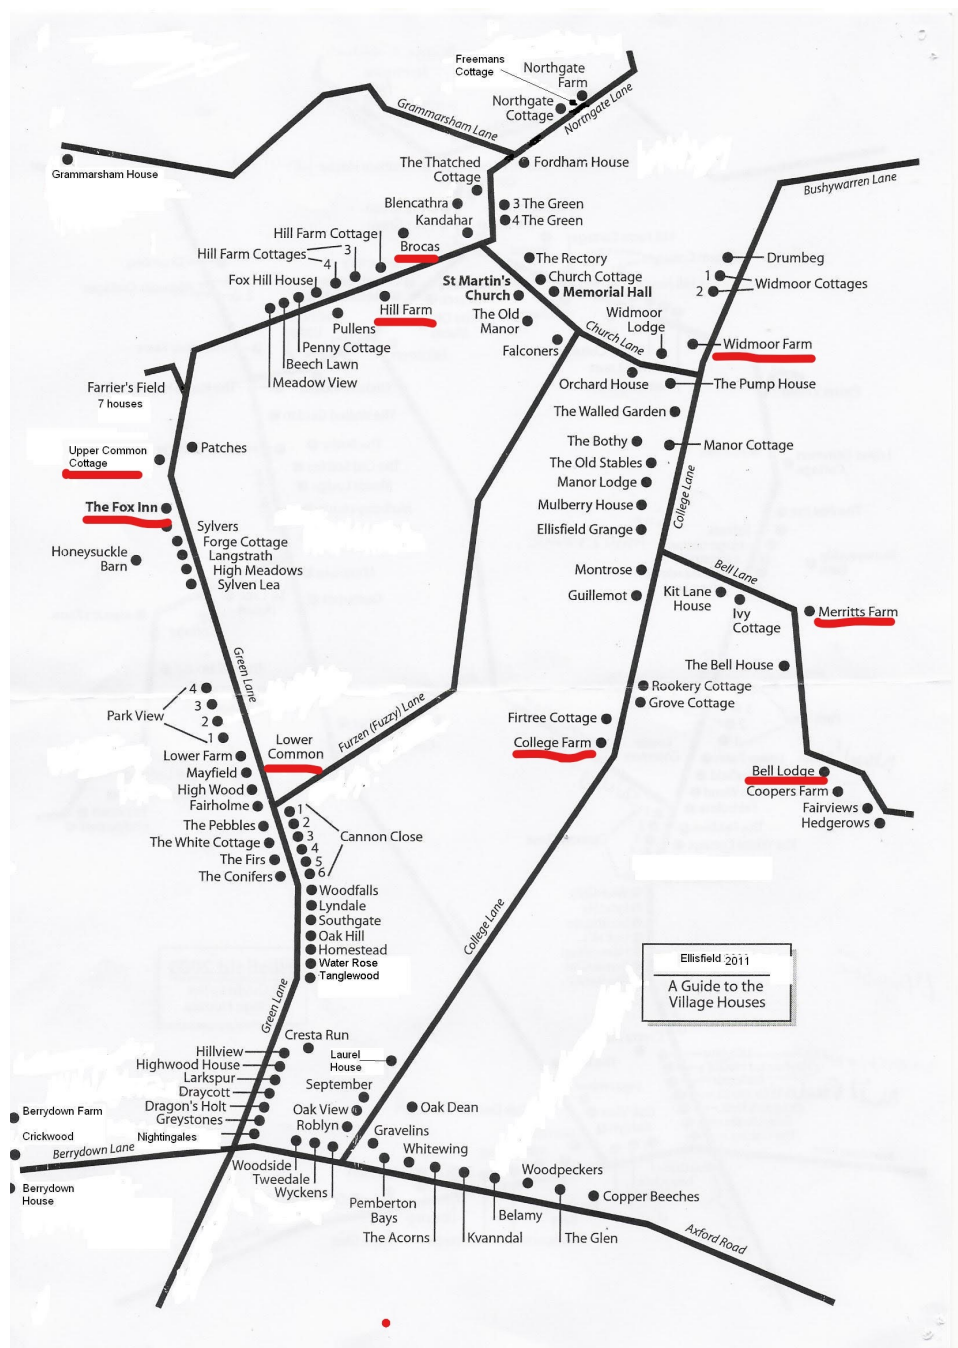 Freemans
Cottage
Northgate
Farm
Northgate
Cottage
Northgate Lane
Grammarsham Lane
Grammarsham House
Fordham House
The Thatched
Cottage
Blencathra
Kandahar
3 The Green
4 The Green
Bushywarren Lane
Hill Farm Cottage
Hill Farm Cottages
3
4
Brocas
Fox Hill House
Hill Farm
Pullens
Penny Cottage
Beech Lawn
Meadow View
The Rectory
Church Cottage
Memorial Hall
St Martin's
Church
The Old
Manor
Falconers
Widmoor
Lodge
Church Lane
Drumbeg
1
2
Widmoor Cottages
Widmoor Farm
Orchard House
The Pump House
The Walled Garden
The Bothy
Manor Cottage
The Old Stables
Manor Lodge
Mulberry House
Ellisfield Grange
College Lane
Montrose
Guillemot
Farrier's Field
7 houses
Patches
Upper Common
Cottage
The Fox Inn
Sylvers
Forge Cottage
Langstrath
High Meadows
Sylven Lea
Honeysuckle
Barn
Bell Lane
Kit Lane
House
Ivy
Cottage
Merritts Farm
The Bell House
Rookery Cottage
Grove Cottage
Firtree Cottage
College Farm
Bell Lodge
Coopers Farm
Fairviews
Hedgerows
Green Lane
4
3
2
1
Park View
Lower Farm
Mayfield
High Wood
Fairholme
The Pebbles
The White Cottage
The Firs
The Conifers
Lower
Common
Furzen (Fuzzy) Lane
1
2
3
4
5
6
Cannon Close
Woodfalls
Lyndale
Southgate
Oak Hill
Homestead
Water Rose
Tanglewood
College Lane
Ellisfield 2011
A Guide to the
Village Houses
Green Lane
Cresta Run
Hillview
Highwood House
Larkspur
Draycott
Dragon's Holt
Greystones
Nightingales
Laurel
House
September
Oak View
Roblyn
Oak Dean
Gravelins
Whitewing
Berrydown Farm
Crickwood
Berrydown Lane
Berrydown
House
Woodside
Tweedale
Wyckens
Pemberton
Bays
The Acorns
Kvanndal
Belamy
Woodpeckers
The Glen
Copper Beeches
Axford Road